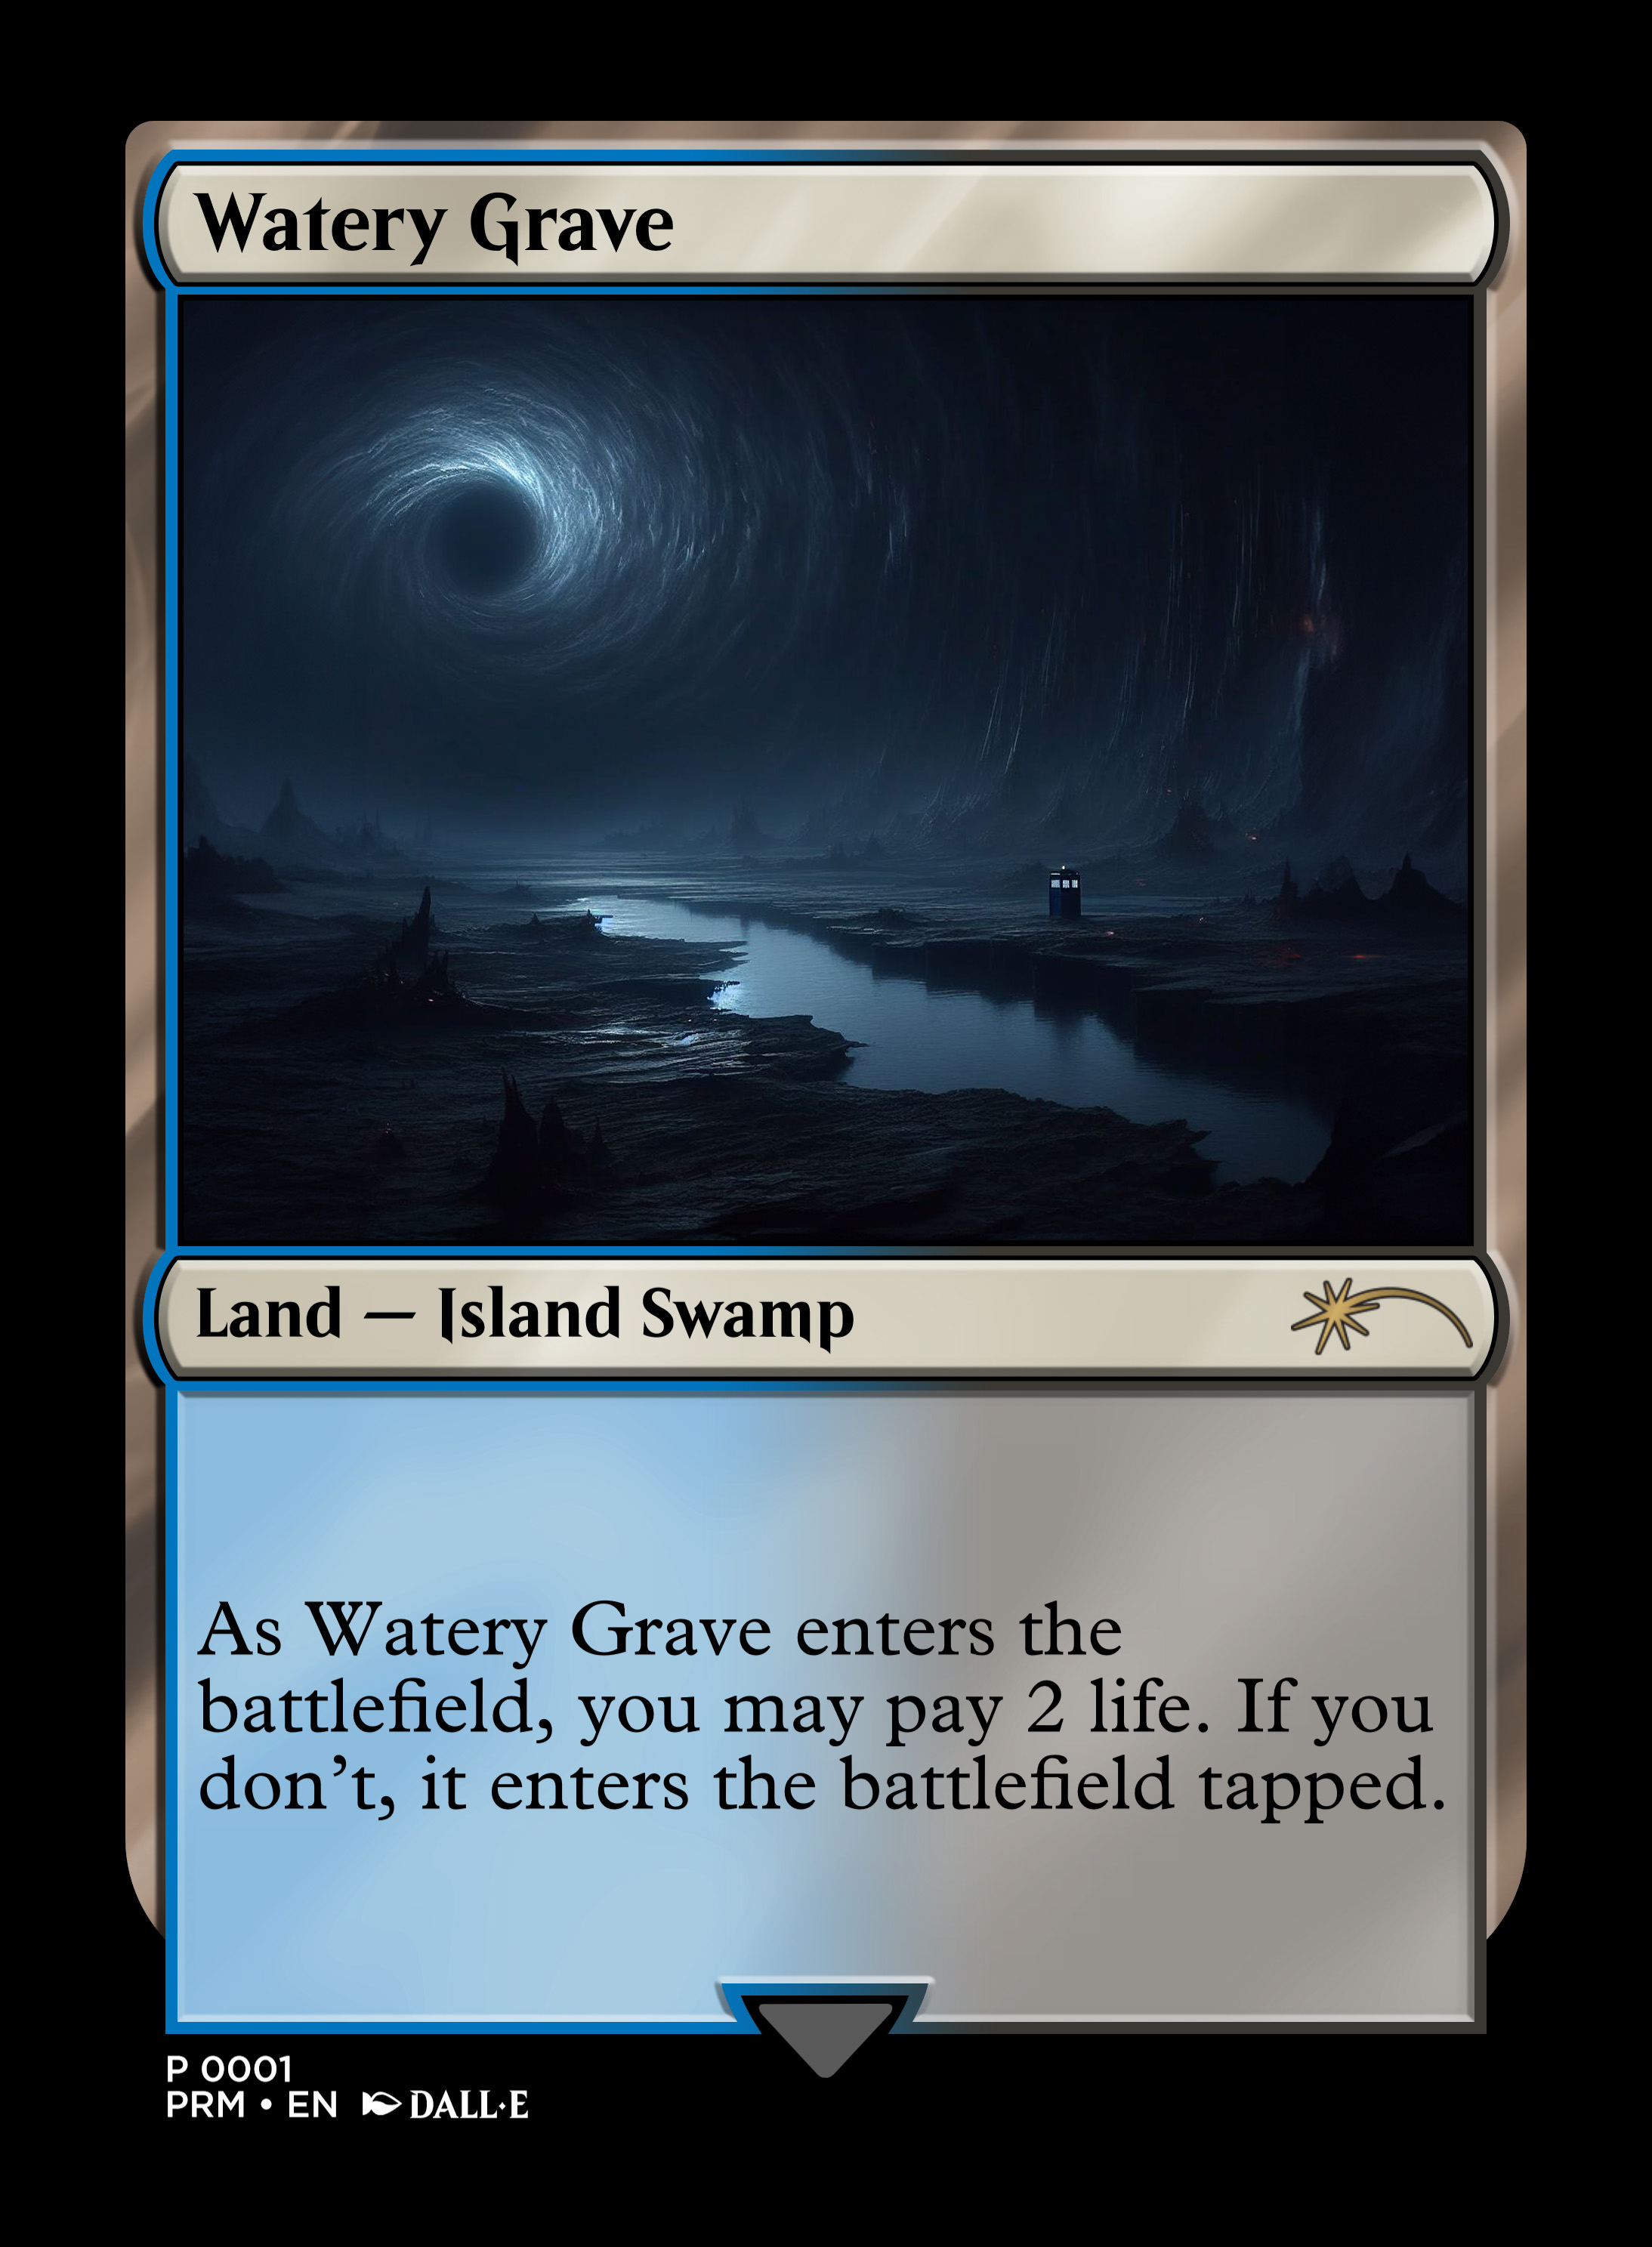 Watery Grave
Land — Island Swamp
As Watery Grave enters the
battlefield, you may pay 2 life. If you
don’t, it enters the battlefield tapped.
P 0001
PRM • EN DALL•E